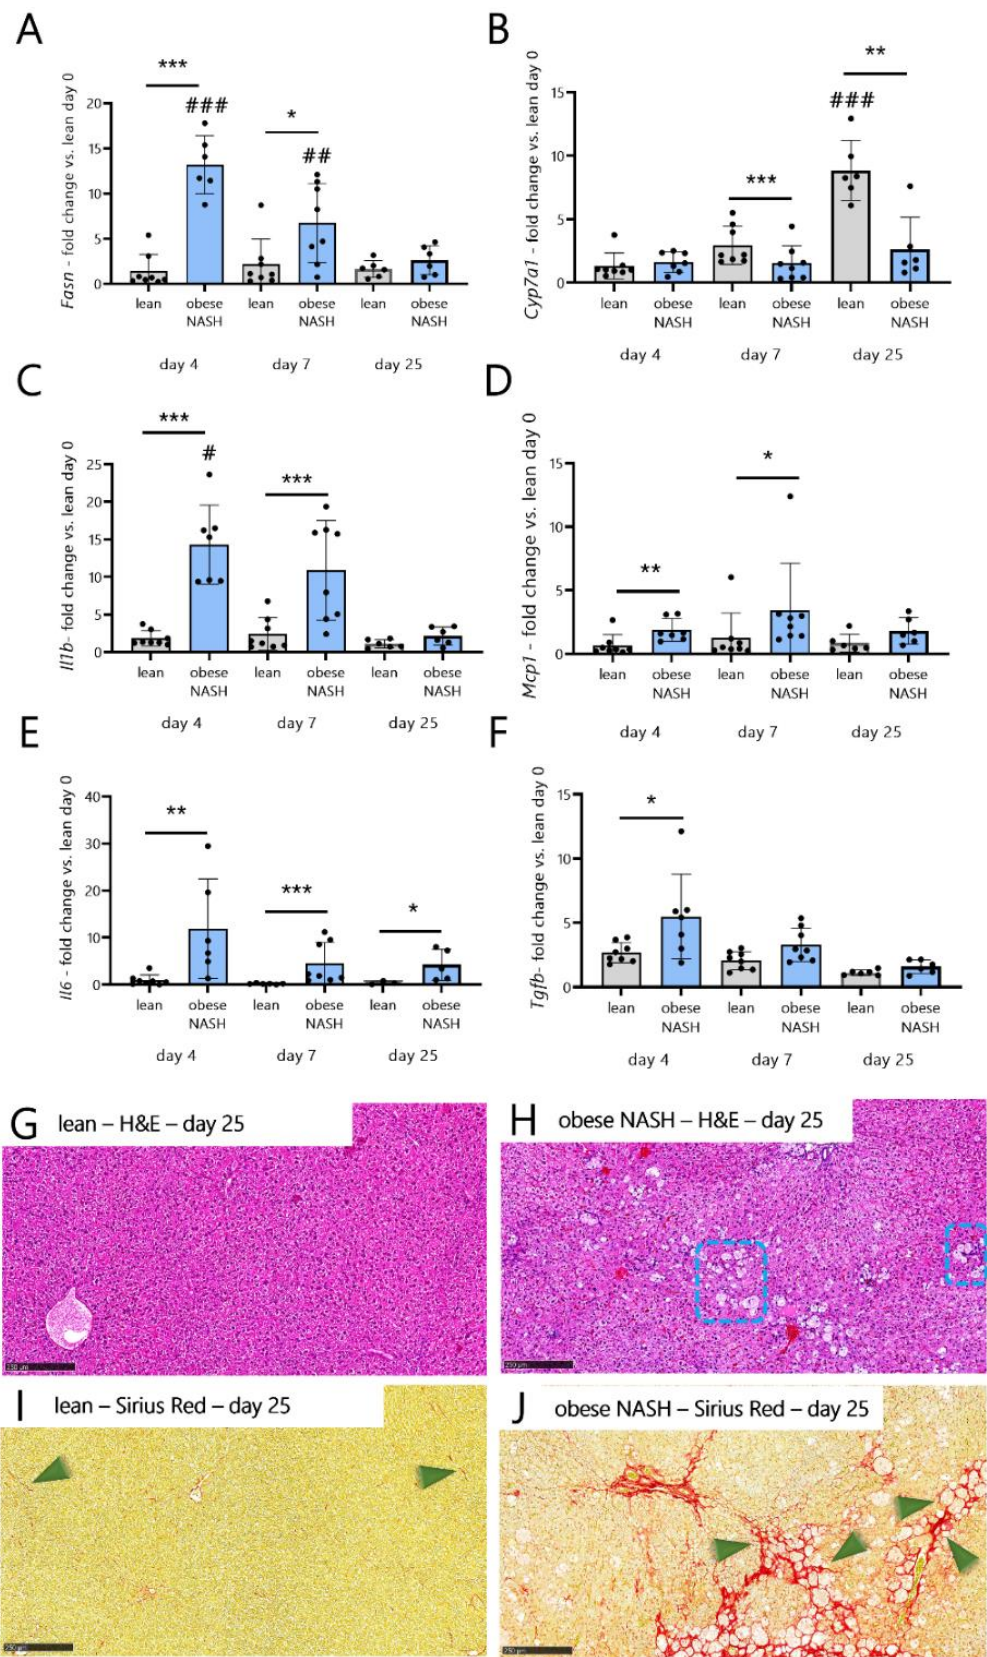 A
Fasn - fold change vs. lean day 0
20
15
10
5
0
***
###
*
##
lean
obese
NASH
lean
obese
NASH
lean
obese
NASH
day 4
day 7
day 25
B
Cyp7a1 - fold change vs. lean day 0
15
10
5
0
***
###
**
lean
obese
NASH
lean
obese
NASH
lean
obese
NASH
day 4
day 7
day 25
C
Il1b- fold change vs. lean day 0
25
20
15
10
5
0
***
#
***
lean
obese
NASH
lean
obese
NASH
lean
obese
NASH
day 4
day 7
day 25
D
Mcp1 - fold change vs. lean day 0
15
10
5
0
**
*
lean
obese
NASH
lean
obese
NASH
lean
obese
NASH
day 4
day 7
day 25
E
Il6 - fold change vs. lean day 0
40
30
20
10
0
**
***
*
lean
obese
NASH
lean
obese
NASH
lean
obese
NASH
day 4
day 7
day 25
F
Tgfb- fold change vs. lean day 0
15
10
5
0
*
lean
obese
NASH
lean
obese
NASH
lean
obese
NASH
day 4
day 7
day 25
G lean – H&E – day 25
250 µm
H obese NASH – H&E – day 25
250 µm
I lean – Sirius Red – day 25
250 µm
J obese NASH – Sirius Red – day 25
250 µm